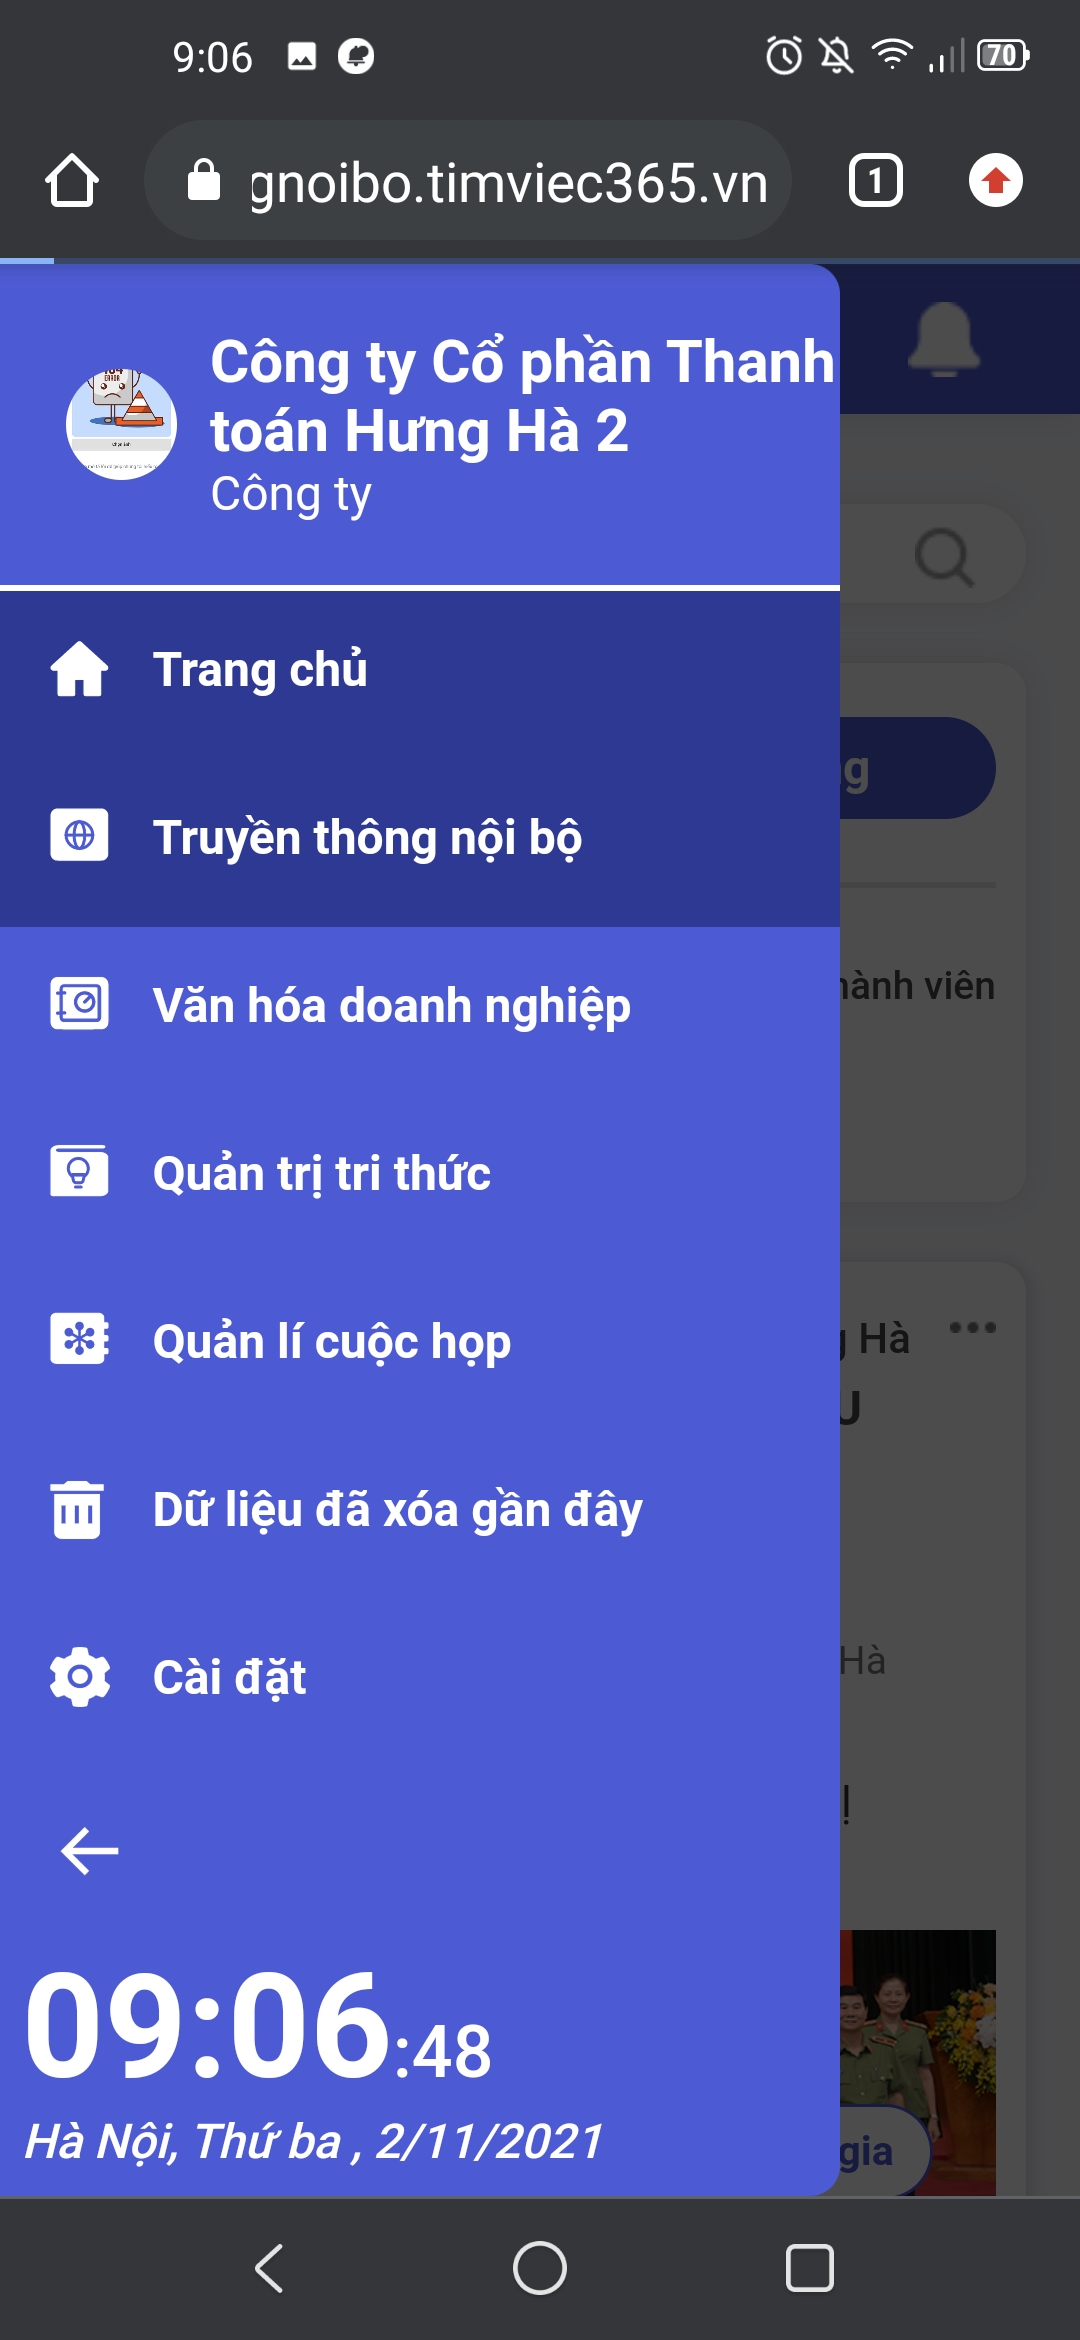 9:06
70
gnoibo.timviec365.vn
1
Công ty Cổ phần Thanh
toán Hưng Hà 2
Công ty
Trang chủ
Truyền thông nội bộ
Văn hóa doanh nghiệp
Quản trị tri thức
Quản lí cuộc họp
Dữ liệu đã xóa gần đây
Cài đặt
viên
Hà
Hà
gia
09:06:48
Hà Nội, Thứ ba , 2/11/2021